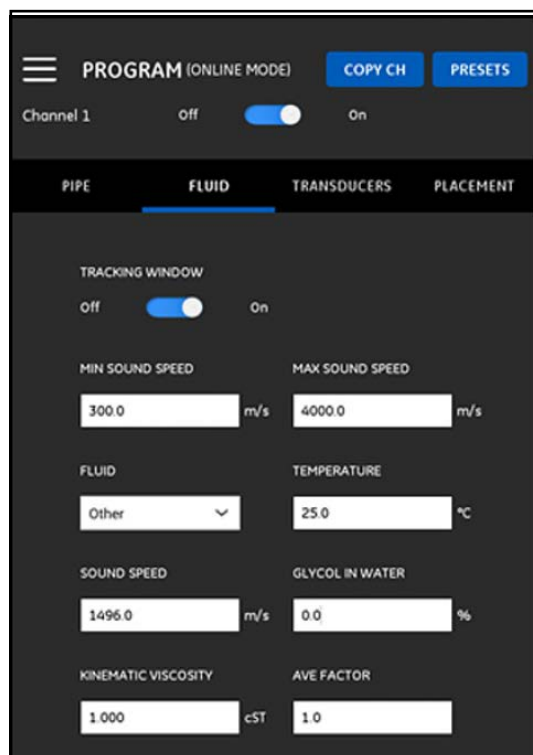 PROGRAM (ONLINE MODE) COPY CH PRESETS
Channel 1 Off On
PIPE FLUID TRANSDUCERS PLACEMENT
TRACKING WINDOW
Off On
MIN SOUND SPEED MAX SOUND SPEED
300.0 m/s 4000.0 m/s
FLUID TEMPERATURE
Other 25.0 °C
SOUND SPEED GLYCOL IN WATER
1496.0 m/s 0.0 %
KINEMATIC VISCOSITY AVE FACTOR
1.000 cST 1.0